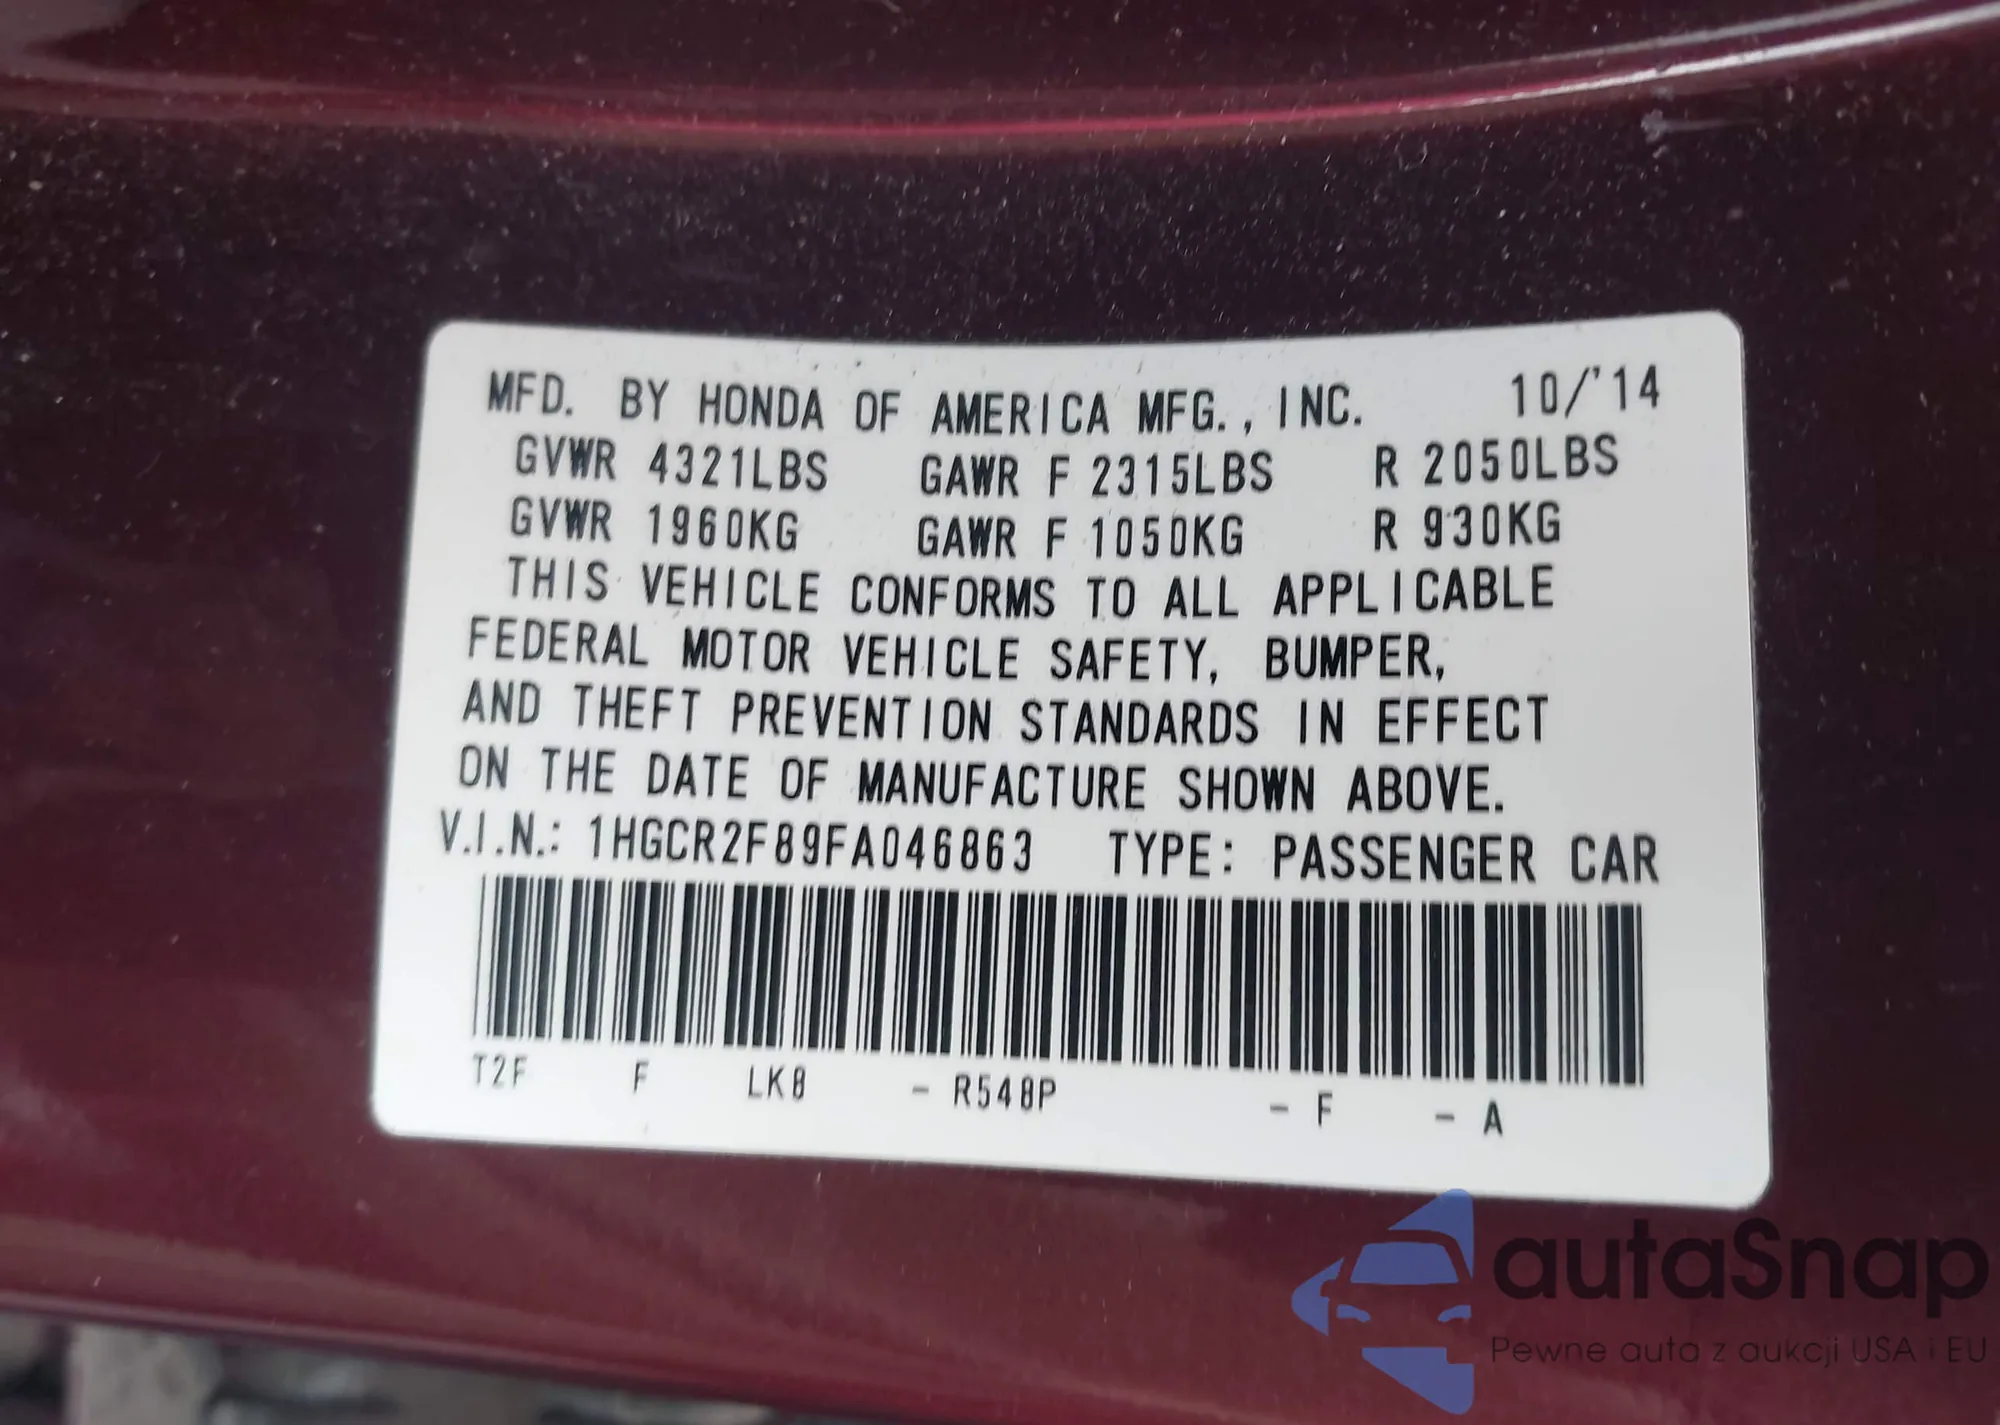 MFD. BY HONDA OF AMERICA MFG., INC. 10/'14
GVWR 4321LBS GAWR F 2315LBS R 2050LBS
GVWR 1960KG GAWR F 1050KG R 930KG
THIS VEHICLE CONFORMS TO ALL APPLICABLE
FEDERAL MOTOR VEHICLE SAFETY, BUMPER,
AND THEFT PREVENTION STANDARDS IN EFFECT
ON THE DATE OF MANUFACTURE SHOWN ABOVE.
V.I.N.: 1HGCR2F89FA046863 TYPE: PASSENGER CAR
T2F F LK8 - R548P - F - A
autaSnap
Pewne auta z aukcji USA i EU